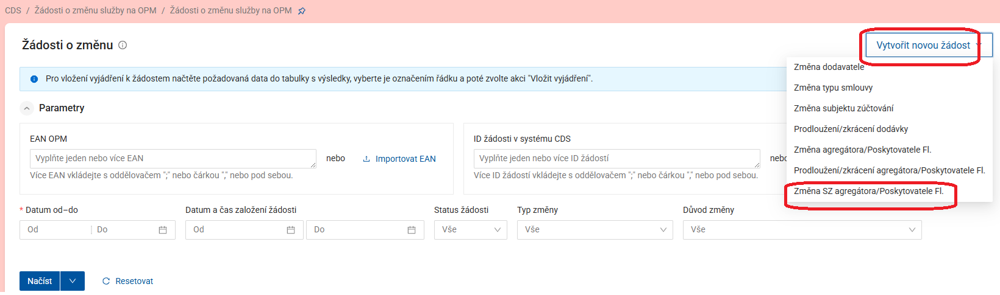 CDS / Žádosti o změnu služby na OPM / Žádosti o změnu služby na OPM
Žádosti o změnu
Vytvořit novou žádost
Pro vložení vyjádření k žádostem načtěte požadovaná data do tabulky s výsledky, vyberte je označením řádku a poté zvolte akci "Vložit vyjádření".
Změna dodavatele
Změna typu smlouvy
Změna subjektu zúčtování
Prodloužení/zkrácení dodávky
Změna agregátora/Poskytovatele Fl.
Prodloužení/zkrácení agregátora/Poskytovatele Fl.
Změna SZ agregátora/Poskytovatele Fl.
Parametry
EAN OPM
Vyplňte jeden nebo více EAN
nebo
Importovat EAN
Více EAN vkládejte s oddělovačem ";" nebo čárkou "," nebo pod sebou.
ID žádosti v systému CDS
Vyplňte jeden nebo více ID žádostí
nebo
Více ID žádostí vkládejte s oddělovačem ";" nebo čárkou "," nebo pod sebou.
* Datum od–do
Od
Do
Datum a čas založení žádosti
Od
Do
Status žádosti
Vše
Typ změny
Vše
Důvod změny
Vše
Načíst
Resetovat